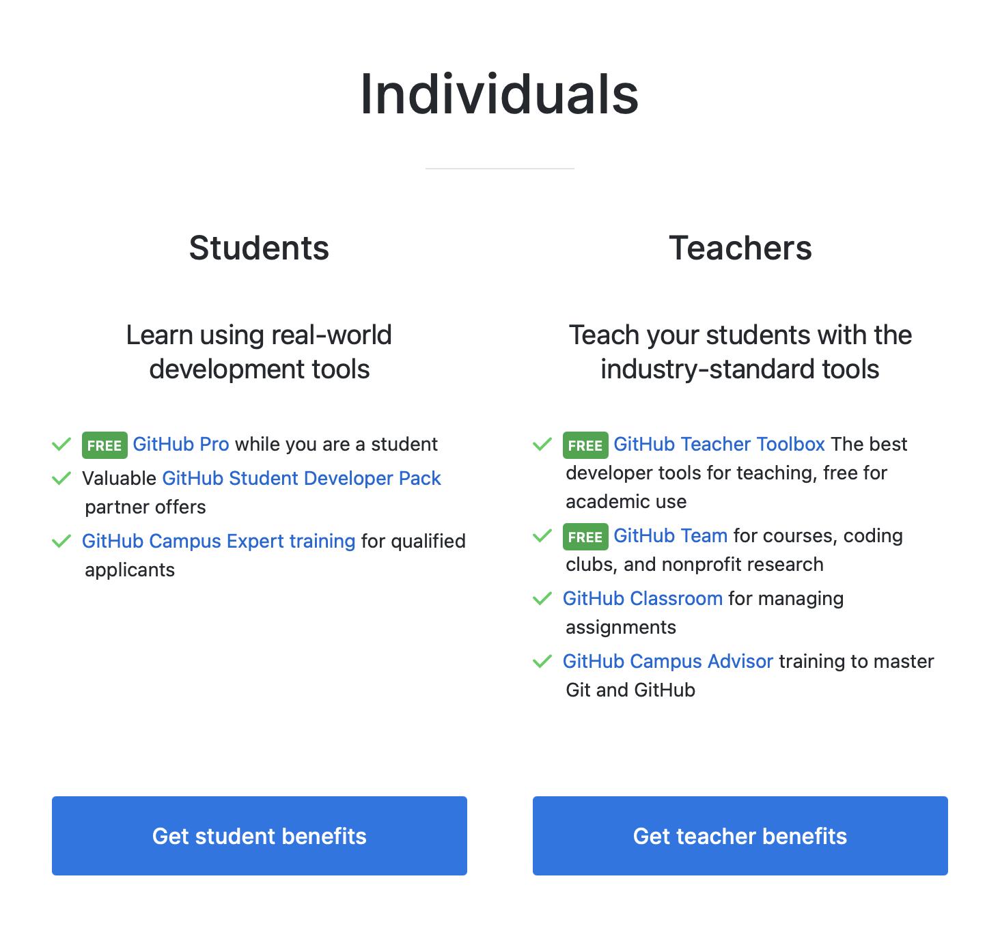 Individuals
Students
Learn using real-world
development tools
FREE GitHub Pro while you are a student
Valuable GitHub Student Developer Pack
partner offers
GitHub Campus Expert training for qualified
applicants
Get student benefits
Teachers
Teach your students with the
industry-standard tools
FREE GitHub Teacher Toolbox The best
developer tools for teaching, free for
academic use
FREE GitHub Team for courses, coding
clubs, and nonprofit research
GitHub Classroom for managing
assignments
GitHub Campus Advisor training to master
Git and GitHub
Get teacher benefits